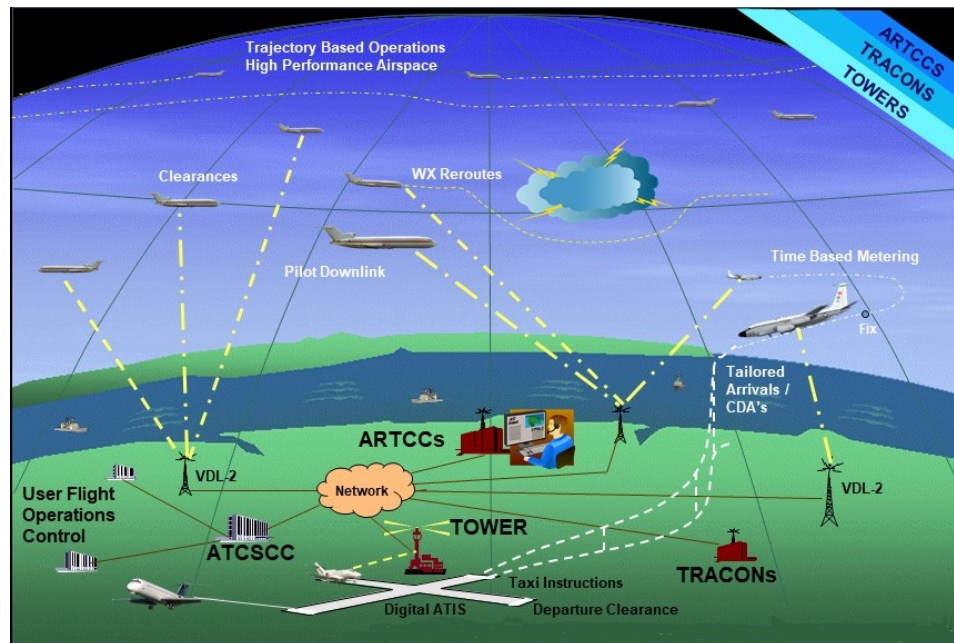 ARTCCS
TRACONS
TOWERS
Trajectory Based Operations
High Performance Airspace
Clearances
WX Reroutes
Pilot Downlink
Time Based Metering
Fix
Tailored
Arrivals /
CDA's
ARTCCs
VDL-2
Network
VDL-2
User Flight
Operations
Control
TOWER
ATCSCC
TRACONs
Taxi Instructions
Digital ATIS
Departure Clearance